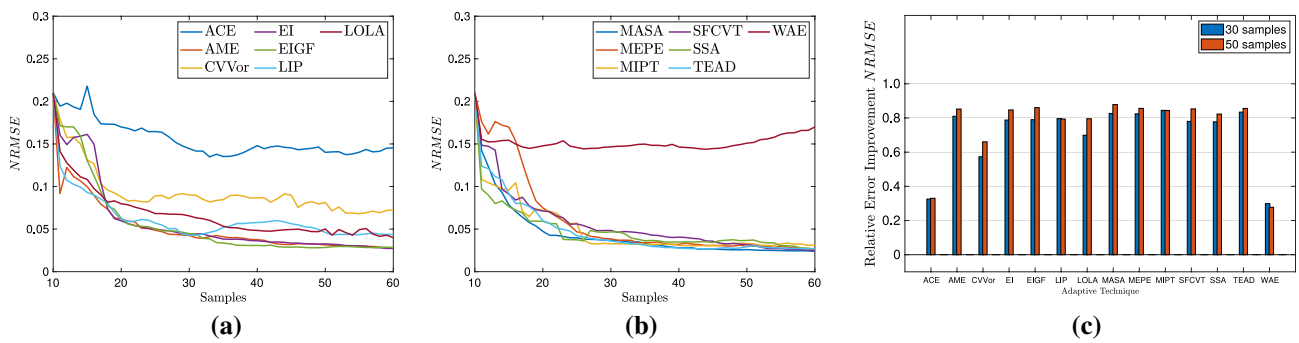 0,3
0,25
0,2
0,15
0,1
0,05
0
NRMSE
ACE EI LOLA
AME EIGF
CVVor LIP
10 20 30 40 50 60
Samples
(a)
0,3
0,25
0,2
0,15
0,1
0,05
0
NRMSE
MASA SFCVT WAE
MEPE SSA
MIPT TEAD
10 20 30 40 50 60
Samples
(b)
30 samples
50 samples
1.0
0.8
0.6
0.4
0.2
0
Relative Error Improvement NRMSE
ACE AME CVVor EI EIGF LIP LOLA MASA MEPE MIPT SFCVT SSA TEAD WAE
Adaptive Technique
(c)